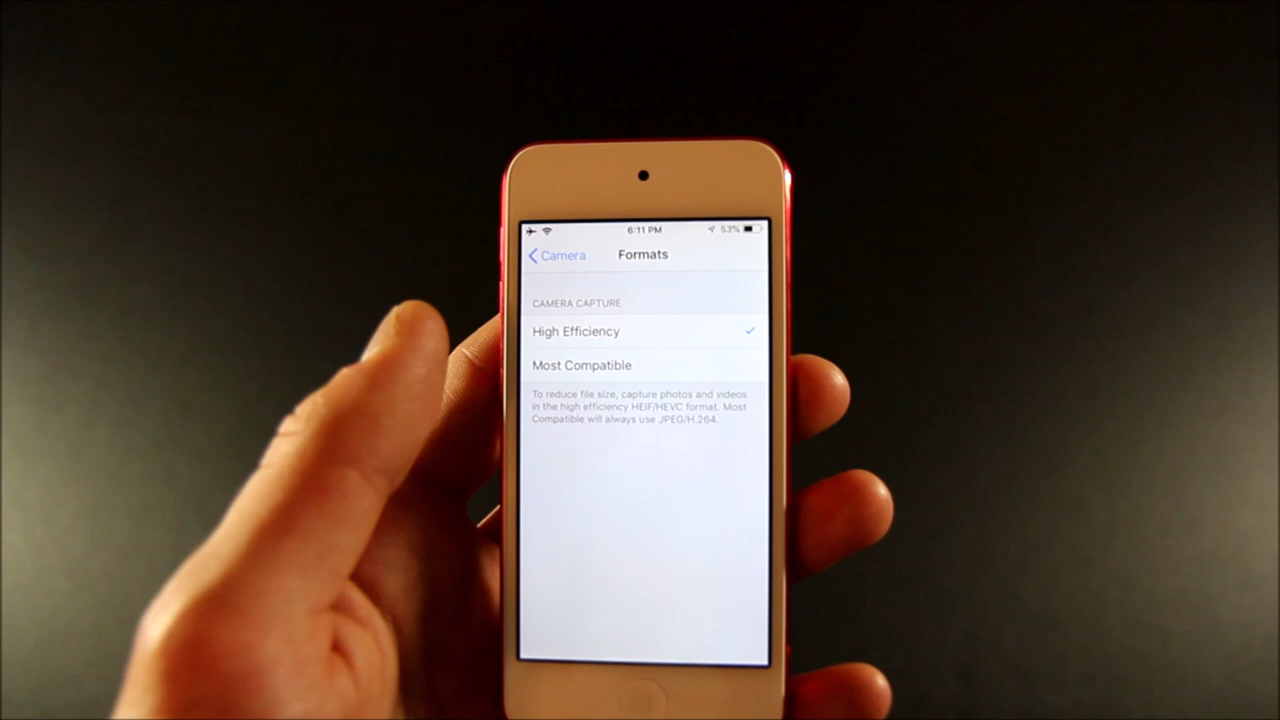 6:11 PM 53%
Camera Formats
CAMERA CAPTURE
High Efficiency
Most Compatible
To reduce file size, capture photos and videos
in the high efficiency HEIF/HEVC format. Most
Compatible will always use JPEG/H.264.